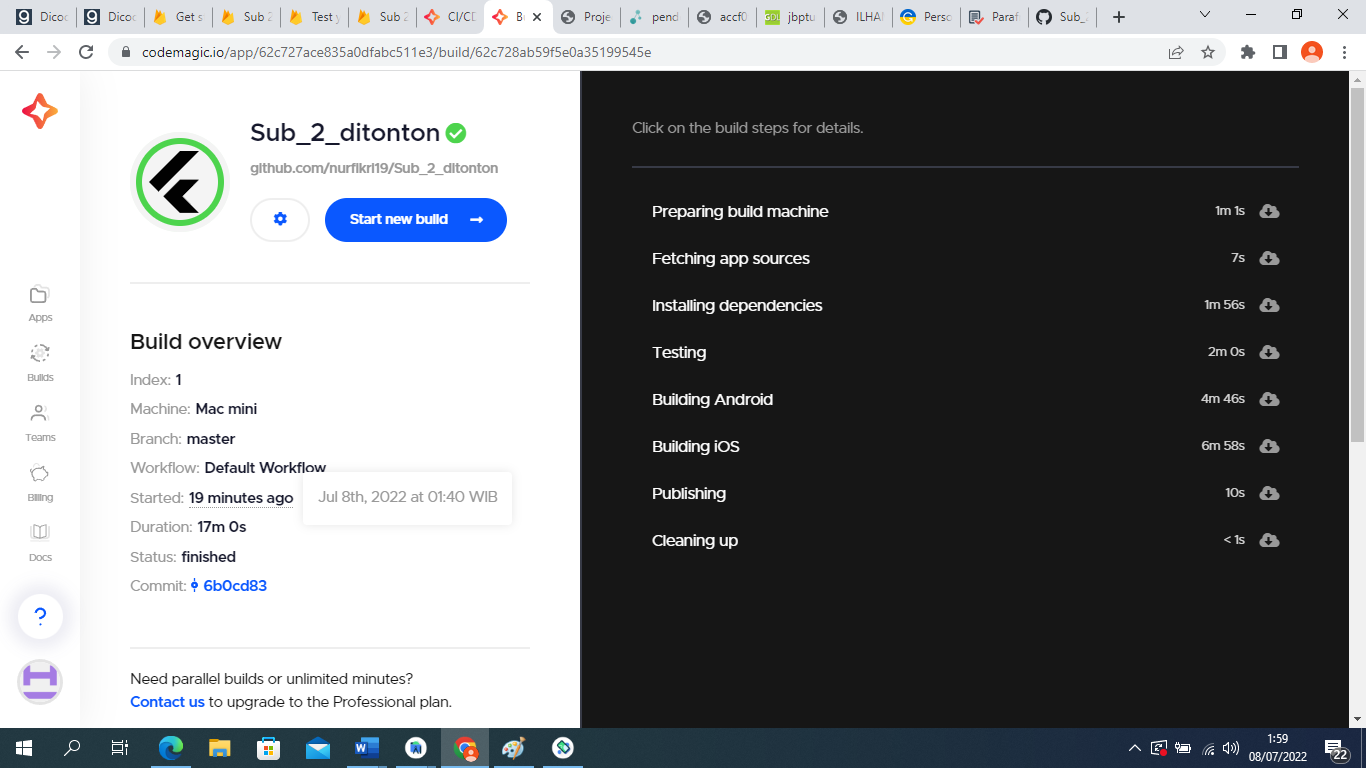 Dicoc
Dicoc
Get s
Sub 2
Test y
Sub 2
CI/CD
B
Proje
pend
accf0
jbptu
ILHAM
Perso
Paraf
Sub_
codemagic.io/app/62c727ace835a0dfabc511e3/build/62c728ab59f5e0a35199545e
Apps
Builds
Teams
Billing
Docs
?
Sub_2_ditonton
github.com/nurfikri19/Sub_2_ditonton
Start new build
Build overview
Index: 1
Machine: Mac mini
Branch: master
Workflow: Default Workflow
Started: 19 minutes ago
Jul 8th, 2022 at 01:40 WIB
Duration: 17m 0s
Status: finished
Commit: 6b0cd83
Need parallel builds or unlimited minutes?
Contact us to upgrade to the Professional plan.
Click on the build steps for details.
Preparing build machine 1m 1s
Fetching app sources 7s
Installing dependencies 1m 56s
Testing 2m 0s
Building Android 4m 46s
Building iOS 6m 58s
Publishing 10s
Cleaning up < 1s
1:59
08/07/2022
22